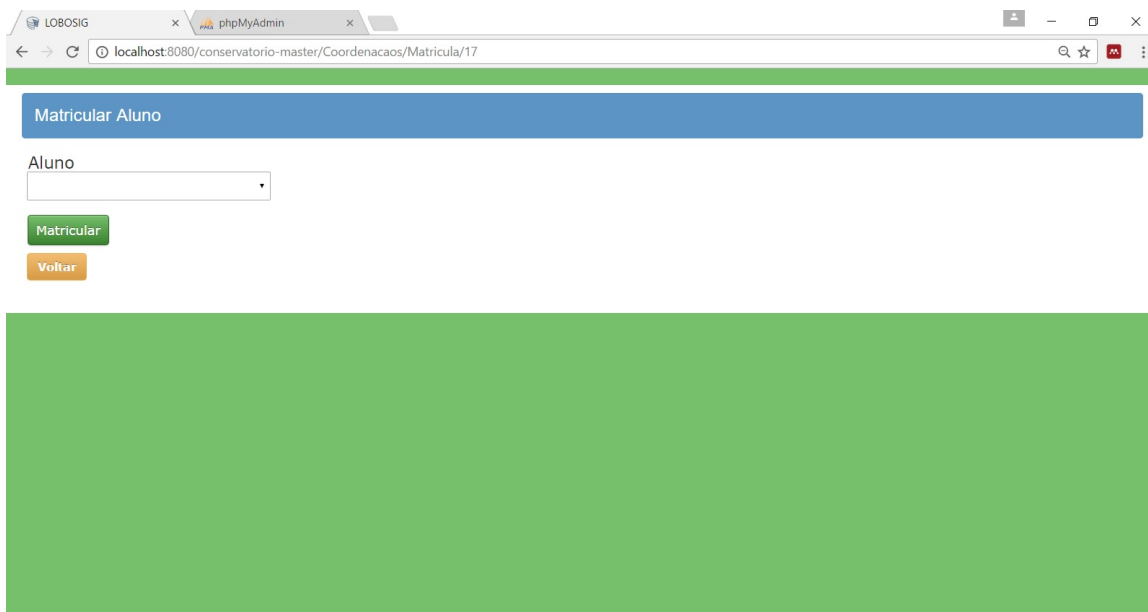 LOBOSIG
phpMyAdmin
localhost:8080/conservatorio-master/Coordenacaos/Matricula/17
Matricular Aluno
Aluno
Matricular
Voltar